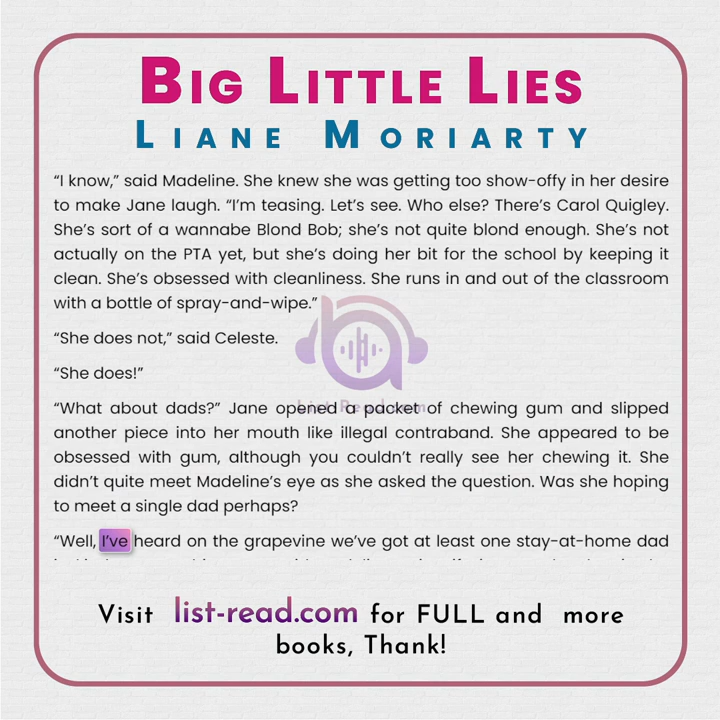 BIG LITTLE LIES
LIANE MORIARTY
“I know,” said Madeline. She knew she was getting too show-offy in her desire
to make Jane laugh. “I’m teasing. Let’s see. Who else? There’s Carol Quigley.
She’s sort of a wannabe Blond Bob; she’s not quite blond enough. She’s not
actually on the PTA yet, but she’s doing her bit for the school by keeping it
clean. She’s obsessed with cleanliness. She runs in and out of the classroom
with a bottle of spray-and-wipe.”
“She does not,” said Celeste.
“She does!”
“What about dads?” Jane opened a packet of chewing gum and slipped
another piece into her mouth like illegal contraband. She appeared to be
obsessed with gum, although you couldn’t really see her chewing it. She
didn’t quite meet Madeline’s eye as she asked the question. Was she hoping
to meet a single dad perhaps?
“Well, I’ve heard on the grapevine we’ve got at least one stay-at-home dad
Visit list-read.com for FULL and more
books, Thank!